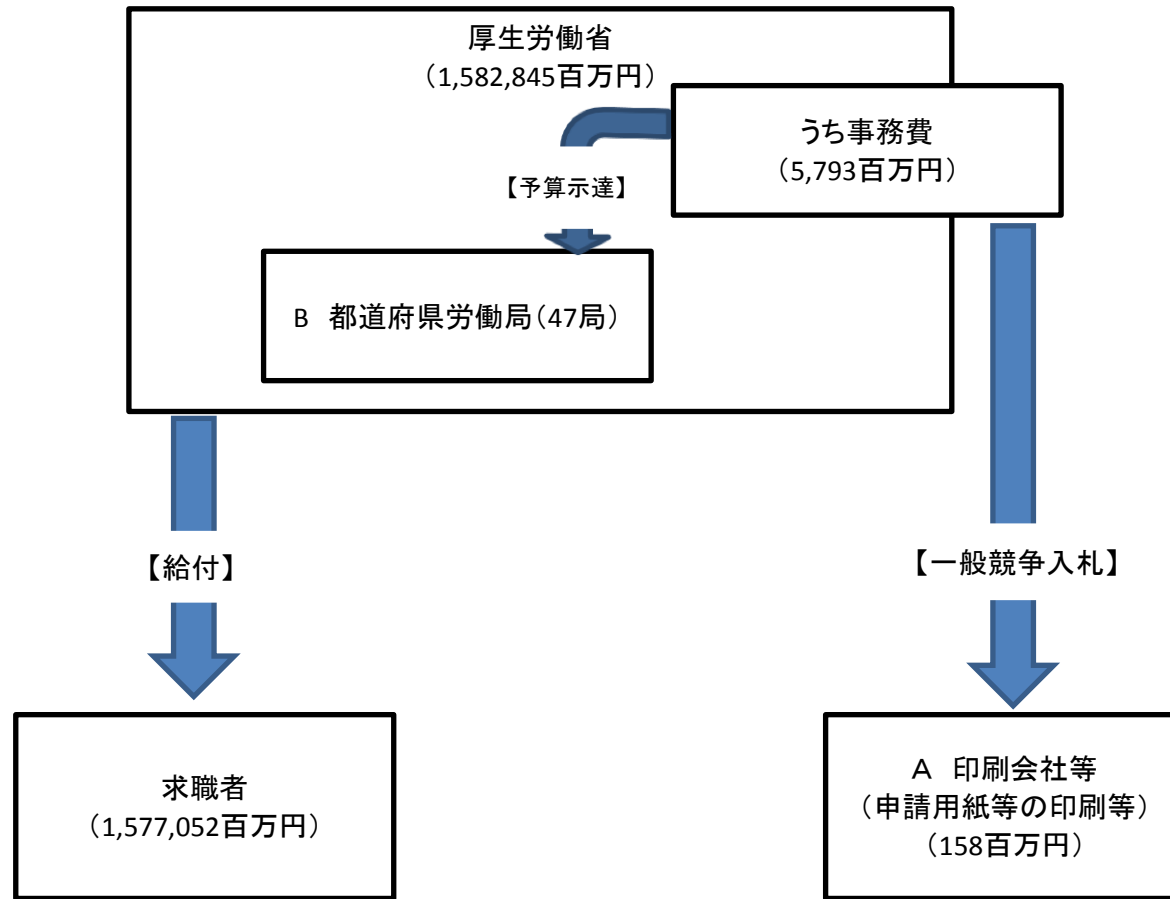 厚生労働省
（1,582,845百万円）
うち事務費
（5,793百万円）
【予算示達】
B　都道府県労働局（47局）
【給付】
【一般競争入札】
求職者
（1,577,052百万円）
A　印刷会社等
（申請用紙等の印刷等）
（158百万円）